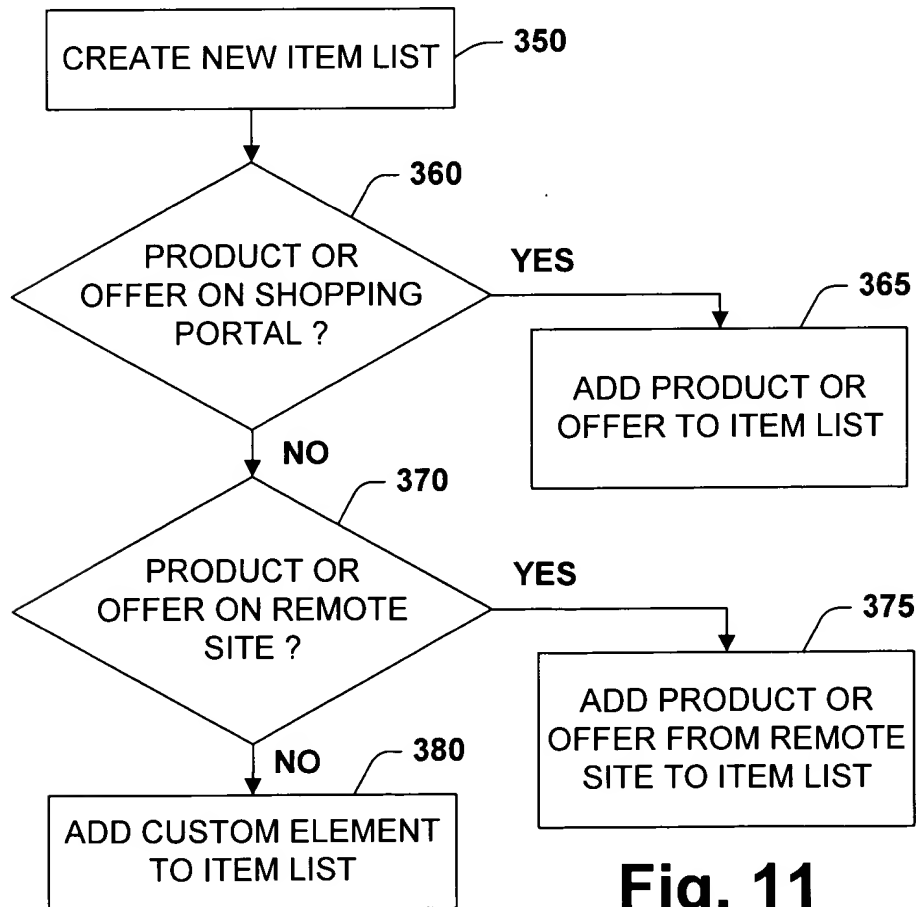 CREATE NEW ITEM LIST
350
360
PRODUCT OR
OFFER ON SHOPPING
PORTAL ?
YES
365
ADD PRODUCT OR
OFFER TO ITEM LIST
NO
370
PRODUCT OR
OFFER ON REMOTE
SITE ?
YES
375
ADD PRODUCT OR
OFFER FROM REMOTE
SITE TO ITEM LIST
NO
380
ADD CUSTOM ELEMENT
TO ITEM LIST
Fig. 11